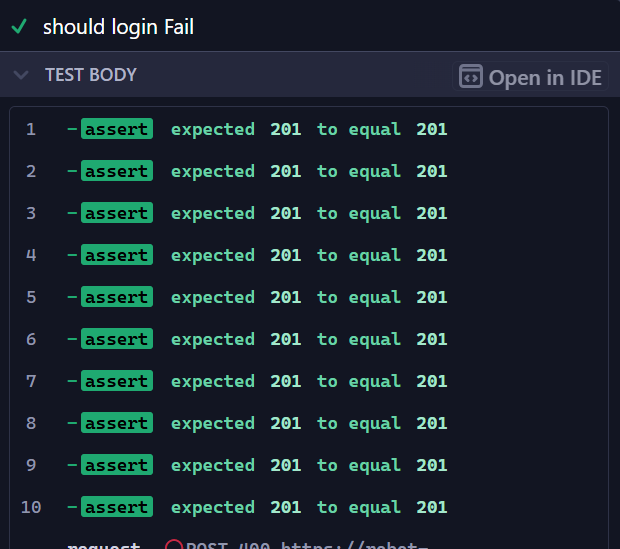 should login Fail
TEST BODY Open in IDE
1 -assert expected 201 to equal 201
2 -assert expected 201 to equal 201
3 -assert expected 201 to equal 201
4 -assert expected 201 to equal 201
5 -assert expected 201 to equal 201
6 -assert expected 201 to equal 201
7 -assert expected 201 to equal 201
8 -assert expected 201 to equal 201
9 -assert expected 201 to equal 201
10 -assert expected 201 to equal 201
request POST 400 https://robot-